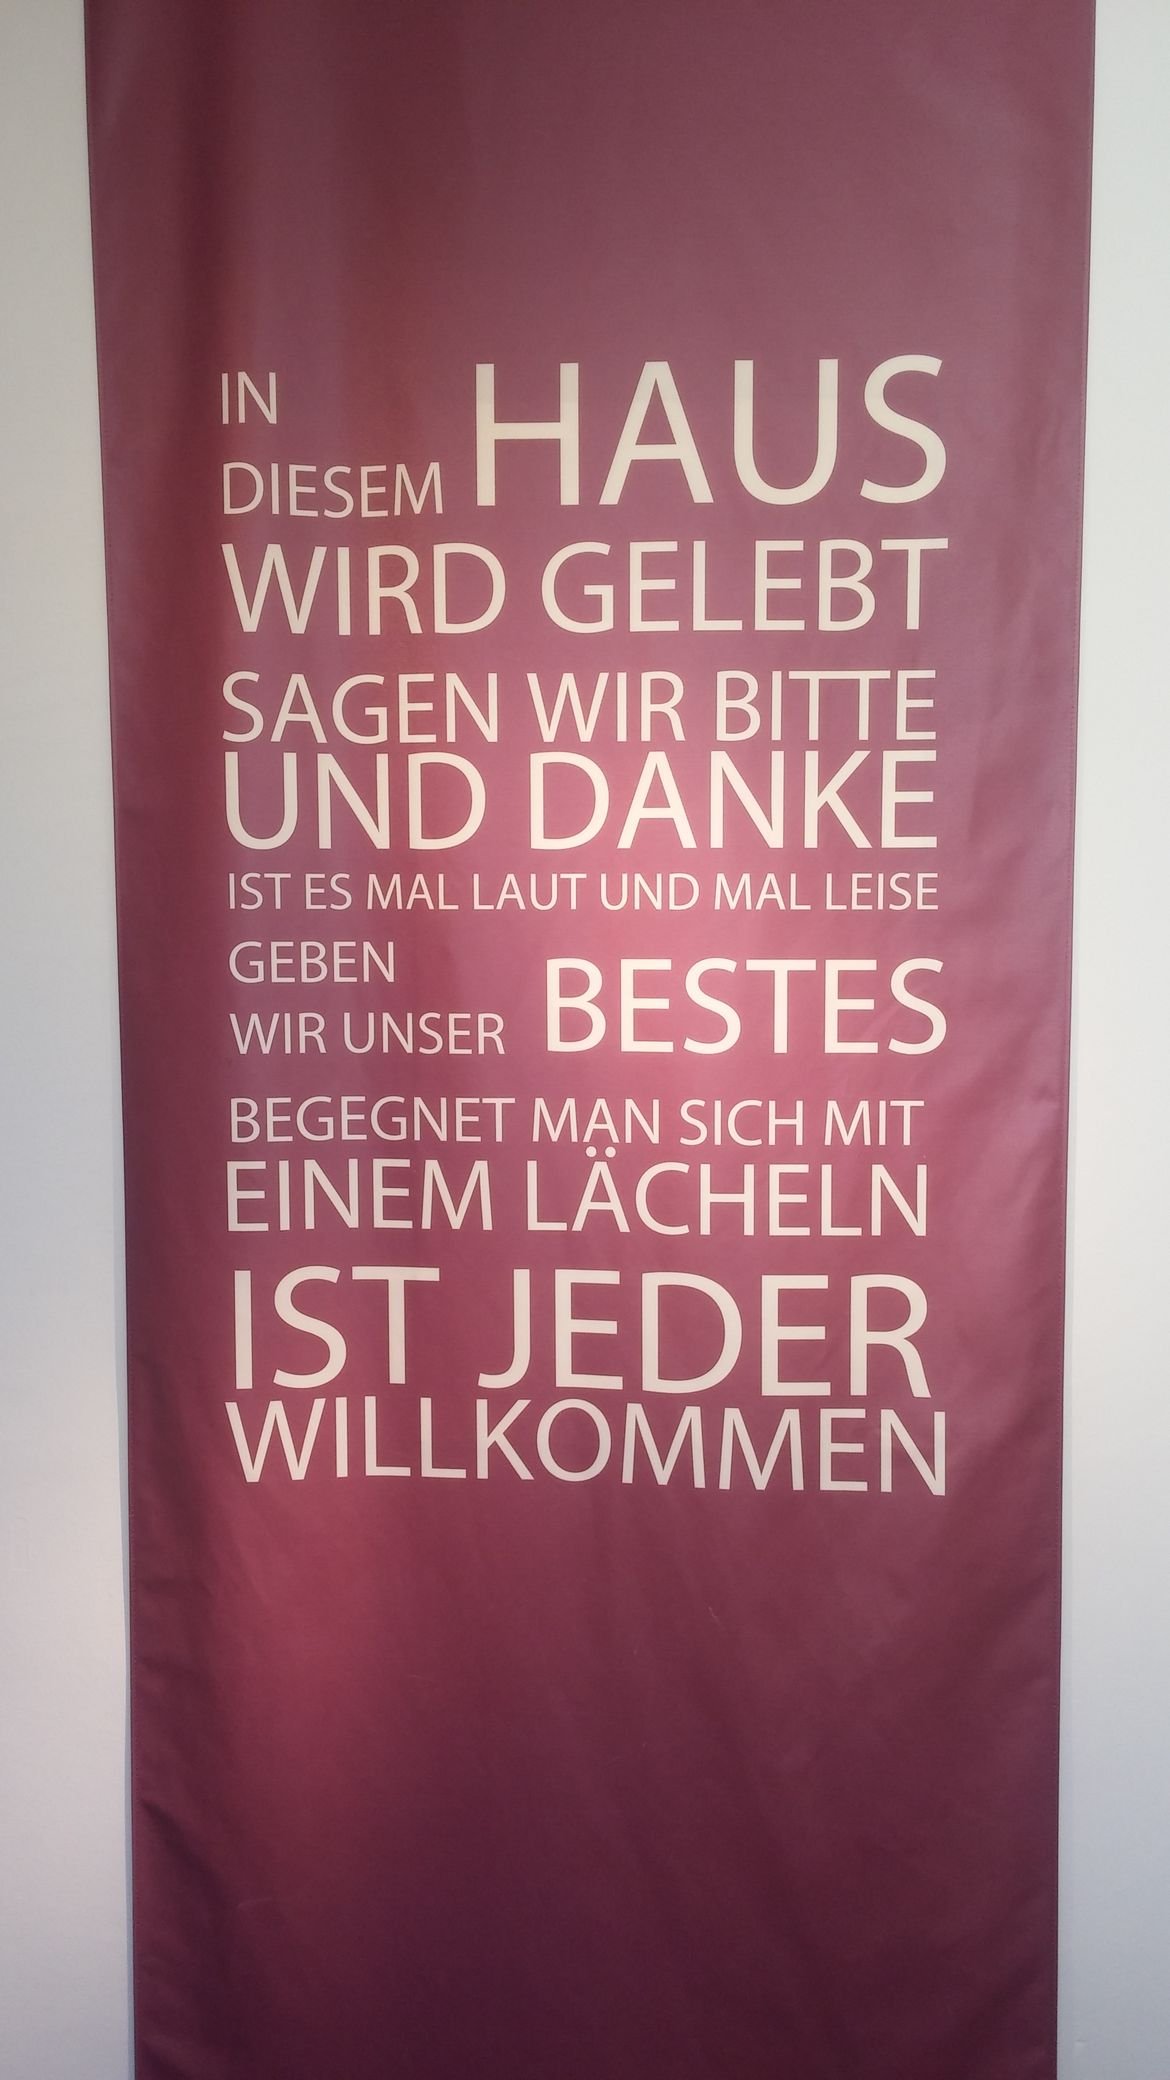 IN
DIESEM HAUS
WIRD GELEBT
SAGEN WIR BITTE
UND DANKE
IST ES MAL LAUT UND MAL LEISE
GEBEN
WIR UNSER BESTES
BEGEGNET MAN SICH MIT
EINEM LÄCHELN
IST JEDER
WILLKOMMEN